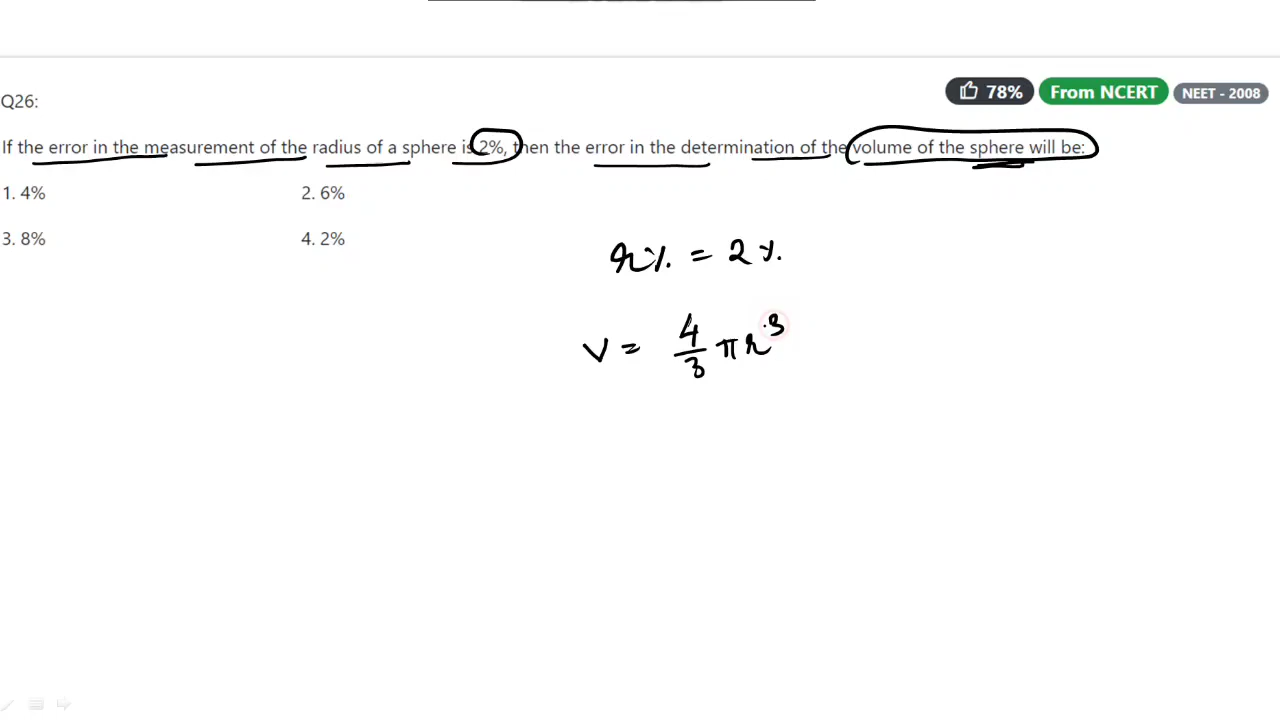 78% From NCERT NEET - 2008
Q26:
If the error in the measurement of the radius of a sphere is 2%, then the error in the determination of the volume of the sphere will be:
1. 4% 2. 6%
3. 8% 4. 2%
r% = 2%
V = 4/3 πr³